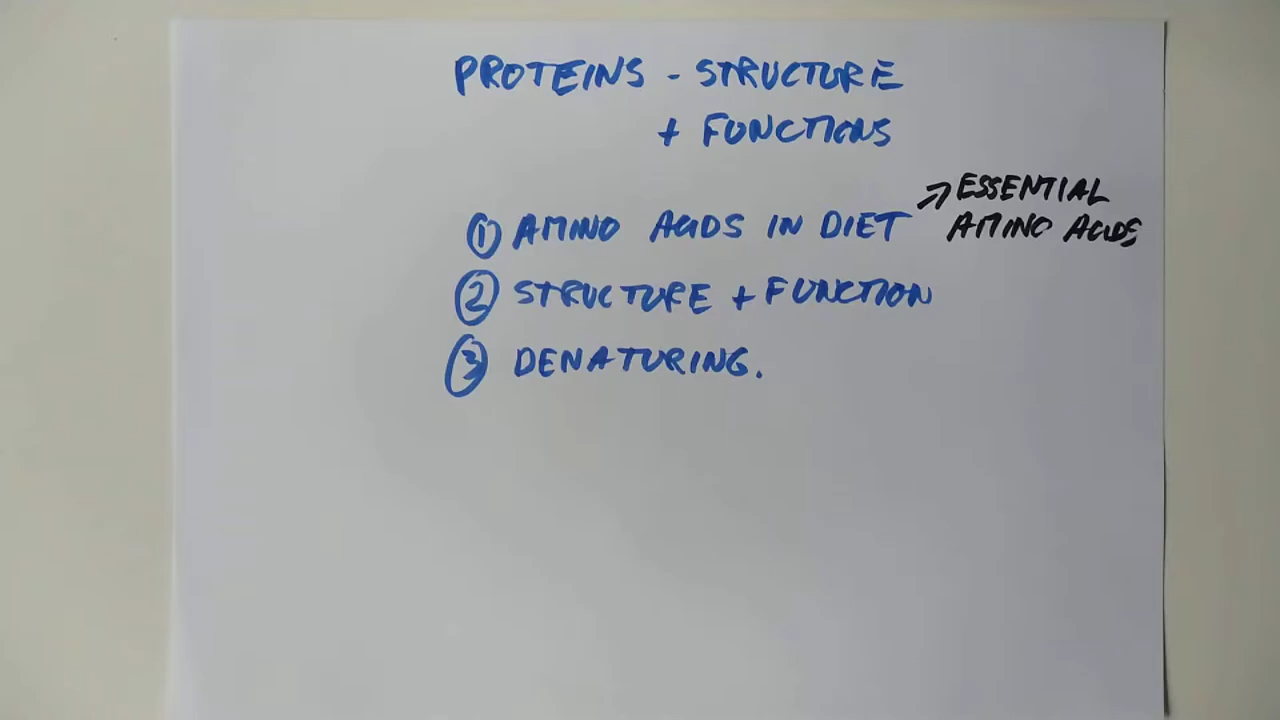 PROTEINS - STRUCTURE
+ FUNCTIONS
① AMINO ACIDS IN DIET ↗ ESSENTIAL
AMINO ACIDS
② STRUCTURE + FUNCTION
③ DENATURING.